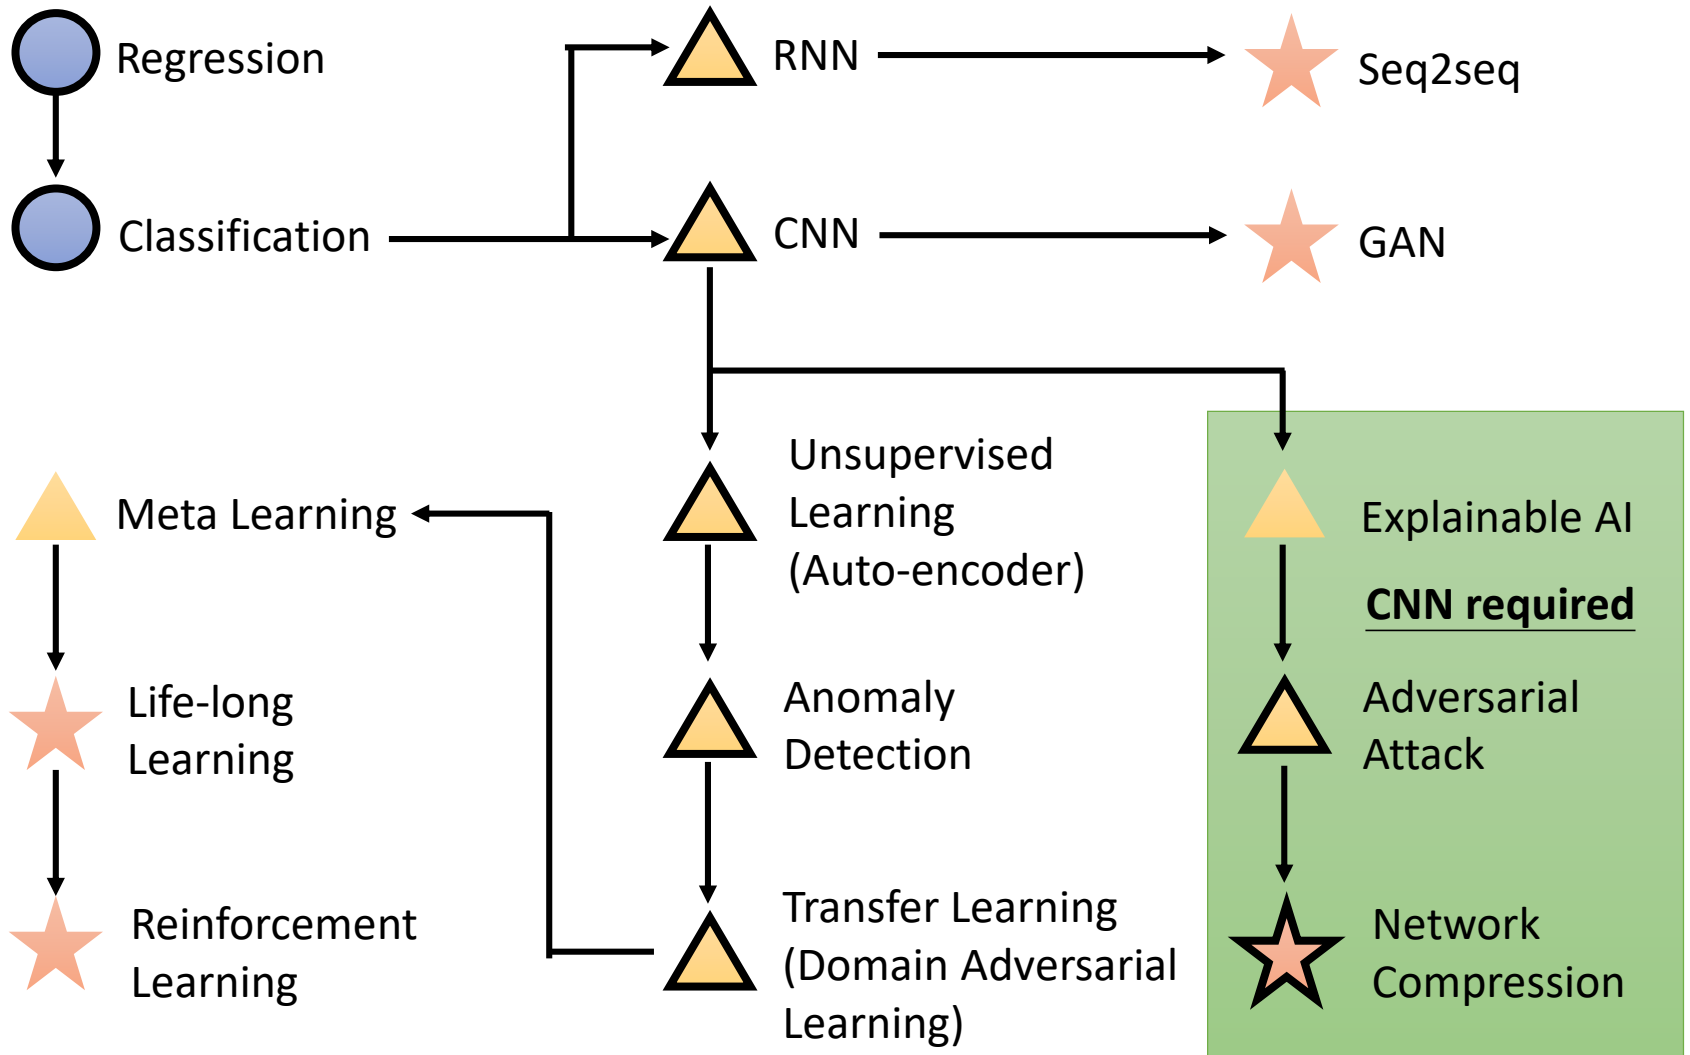 Regression
RNN
Seq2seq
Classification
CNN
GAN
Unsupervised
Learning
(Auto-encoder)
Meta Learning
Explainable AI
CNN required
Life-long
Learning
Anomaly
Detection
Adversarial
Attack
Reinforcement
Learning
Transfer Learning
(Domain Adversarial
Learning)
Network
Compression